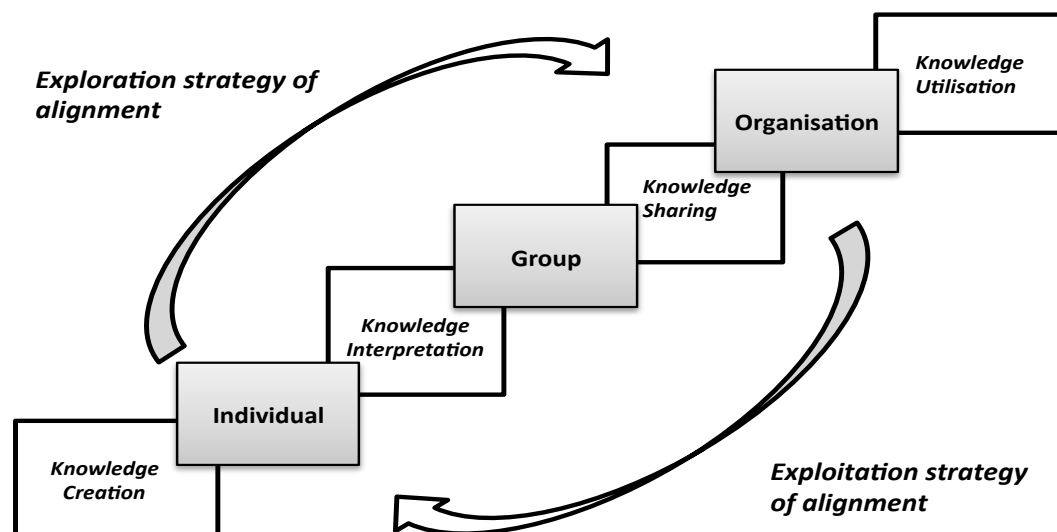 Exploration strategy of
alignment
Knowledge
Utilisation
Organisation
Knowledge
Sharing
Group
Knowledge
Interpretation
Individual
Knowledge
Creation
Exploitation strategy
of alignment